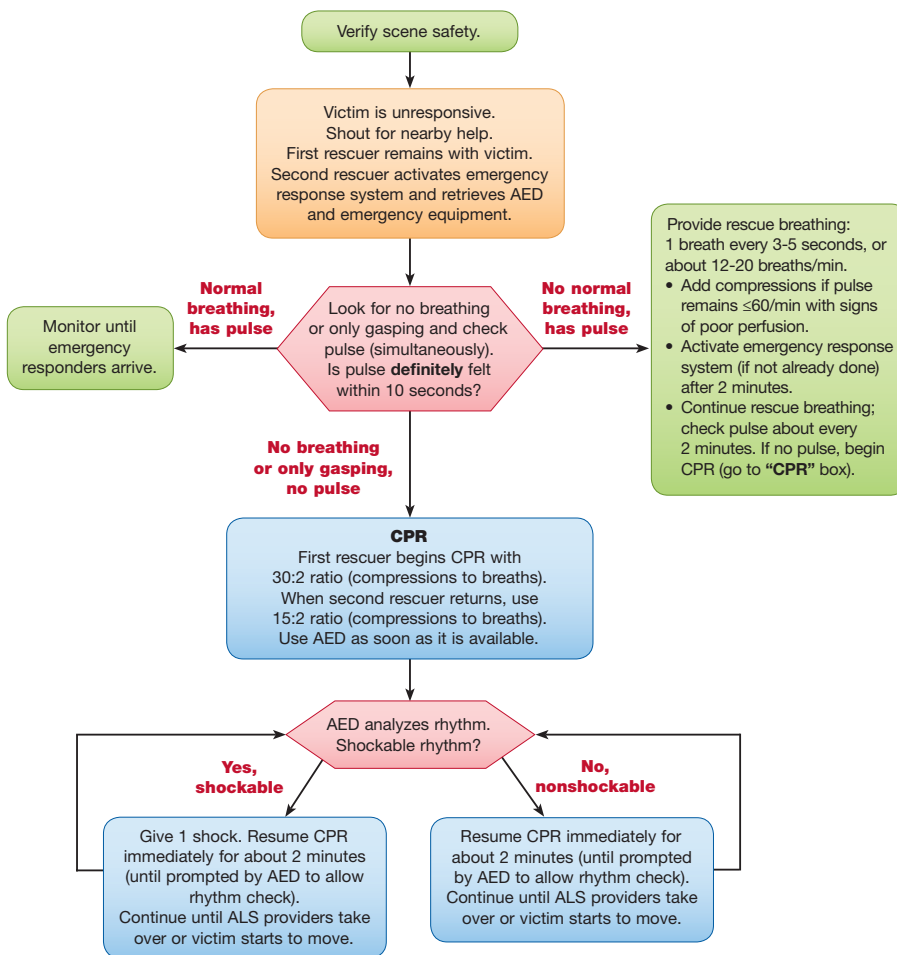 Verify scene safety.
Victim is unresponsive.
Shout for nearby help.
First rescuer remains with victim.
Second rescuer activates emergency
response system and retrieves AED
and emergency equipment.
Normal
breathing,
has pulse
Look for no breathing
or only gasping and check
pulse (simultaneously).
Is pulse definitely felt
within 10 seconds?
No normal
breathing,
has pulse
Monitor until
emergency
responders arrive.
Provide rescue breathing:
1 breath every 3-5 seconds, or
about 12-20 breaths/min.
• Add compressions if pulse
remains ≤60/min with signs
of poor perfusion.
• Activate emergency response
system (if not already done)
after 2 minutes.
• Continue rescue breathing;
check pulse about every
2 minutes. If no pulse, begin
CPR (go to “CPR” box).
No breathing
or only gasping,
no pulse
CPR
First rescuer begins CPR with
30:2 ratio (compressions to breaths).
When second rescuer returns, use
15:2 ratio (compressions to breaths).
Use AED as soon as it is available.
AED analyzes rhythm.
Shockable rhythm?
Yes,
shockable
No,
nonshockable
Give 1 shock. Resume CPR
immediately for about 2 minutes
(until prompted by AED to allow
rhythm check).
Continue until ALS providers take
over or victim starts to move.
Resume CPR immediately for
about 2 minutes (until prompted
by AED to allow rhythm check).
Continue until ALS providers take
over or victim starts to move.